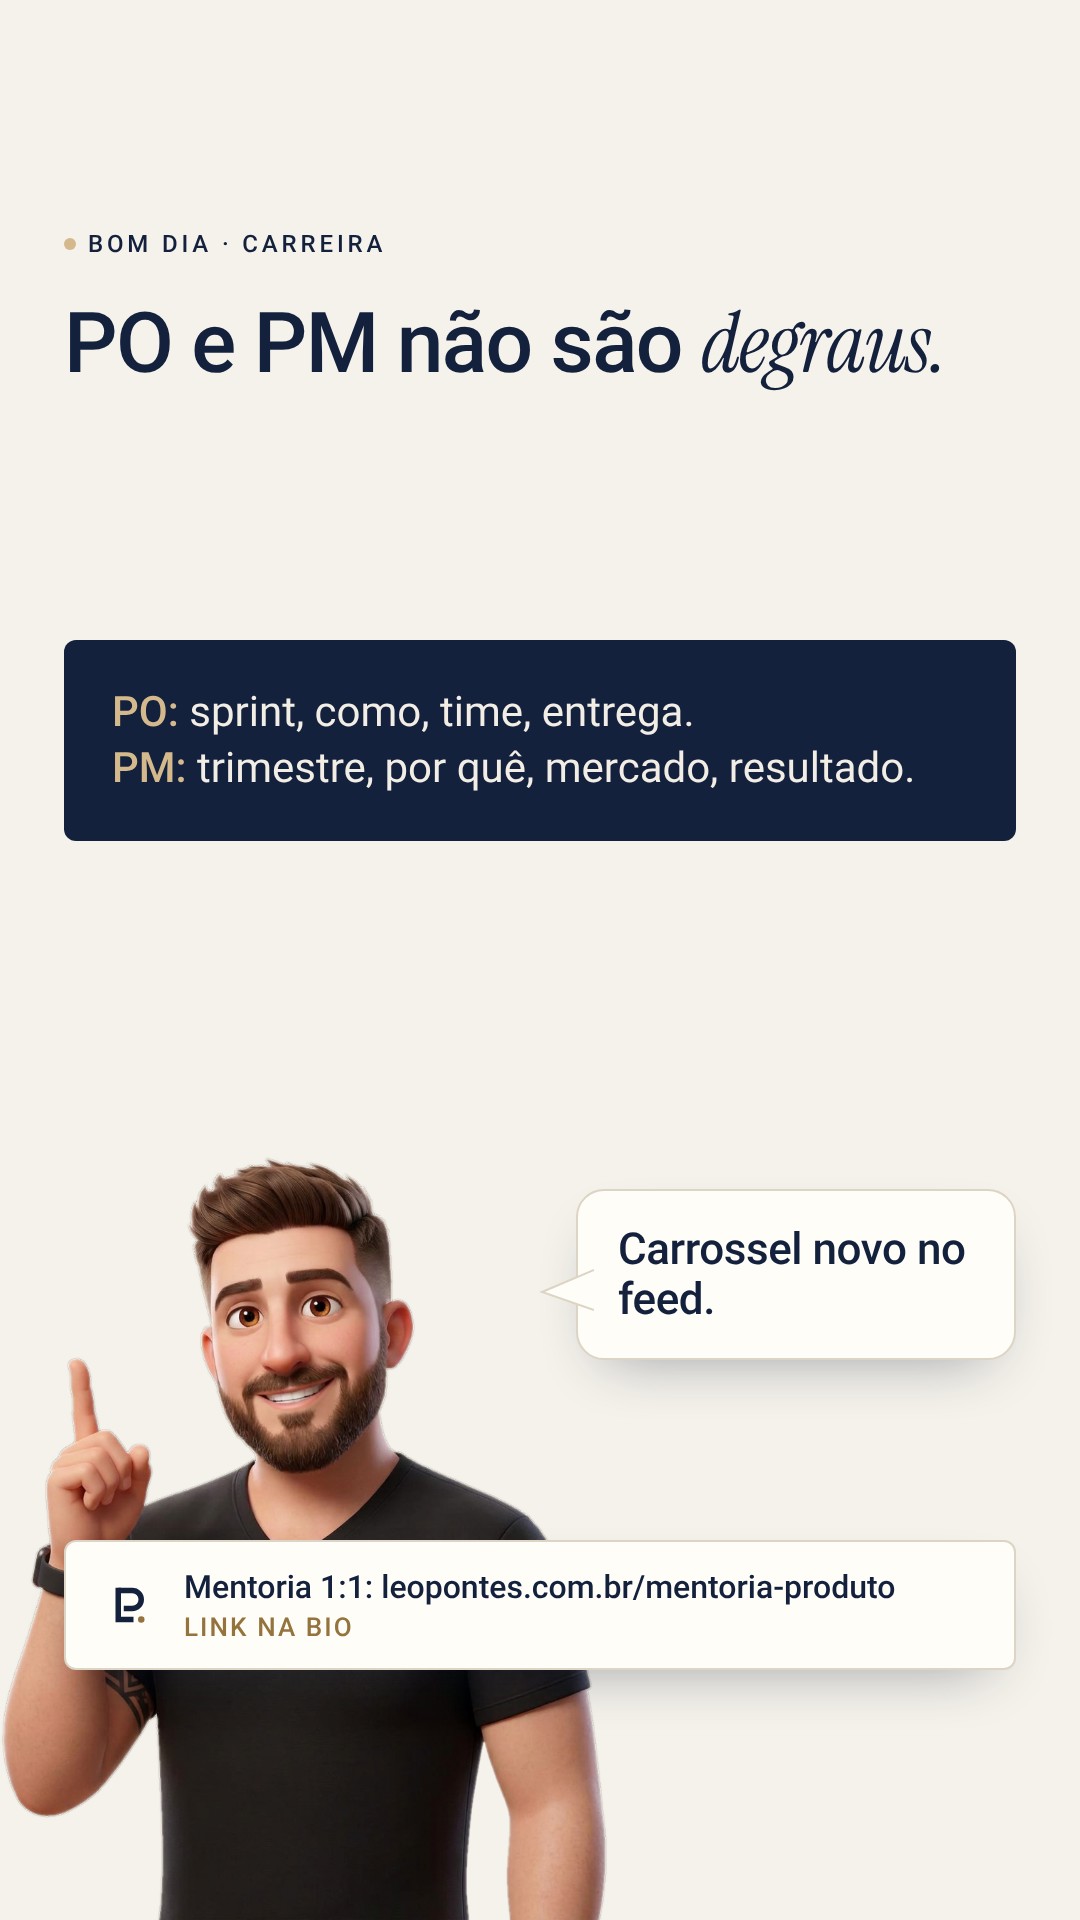 BOM DIA · CARREIRA
PO e PM não são degraus.
PO: sprint, como, time, entrega.
PM: trimestre, por quê, mercado, resultado.
Carrossel novo no
feed.
Mentoria 1:1: leopontes.com.br/mentoria-produto
LINK NA BIO